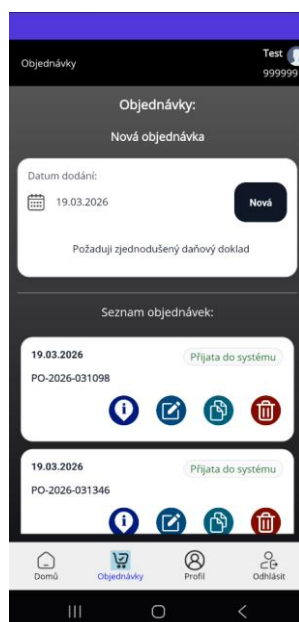 Objednávky
Test
999999
Objednávky:
Nová objednávka
Datum dodání:
19.03.2026
Nová
Požaduji zjednodušený daňový doklad
Seznam objednávek:
19.03.2026
Přijata do systému
PO-2026-031098
19.03.2026
Přijata do systému
PO-2026-031346
Domů
Objednávky
Profil
Odhlásit